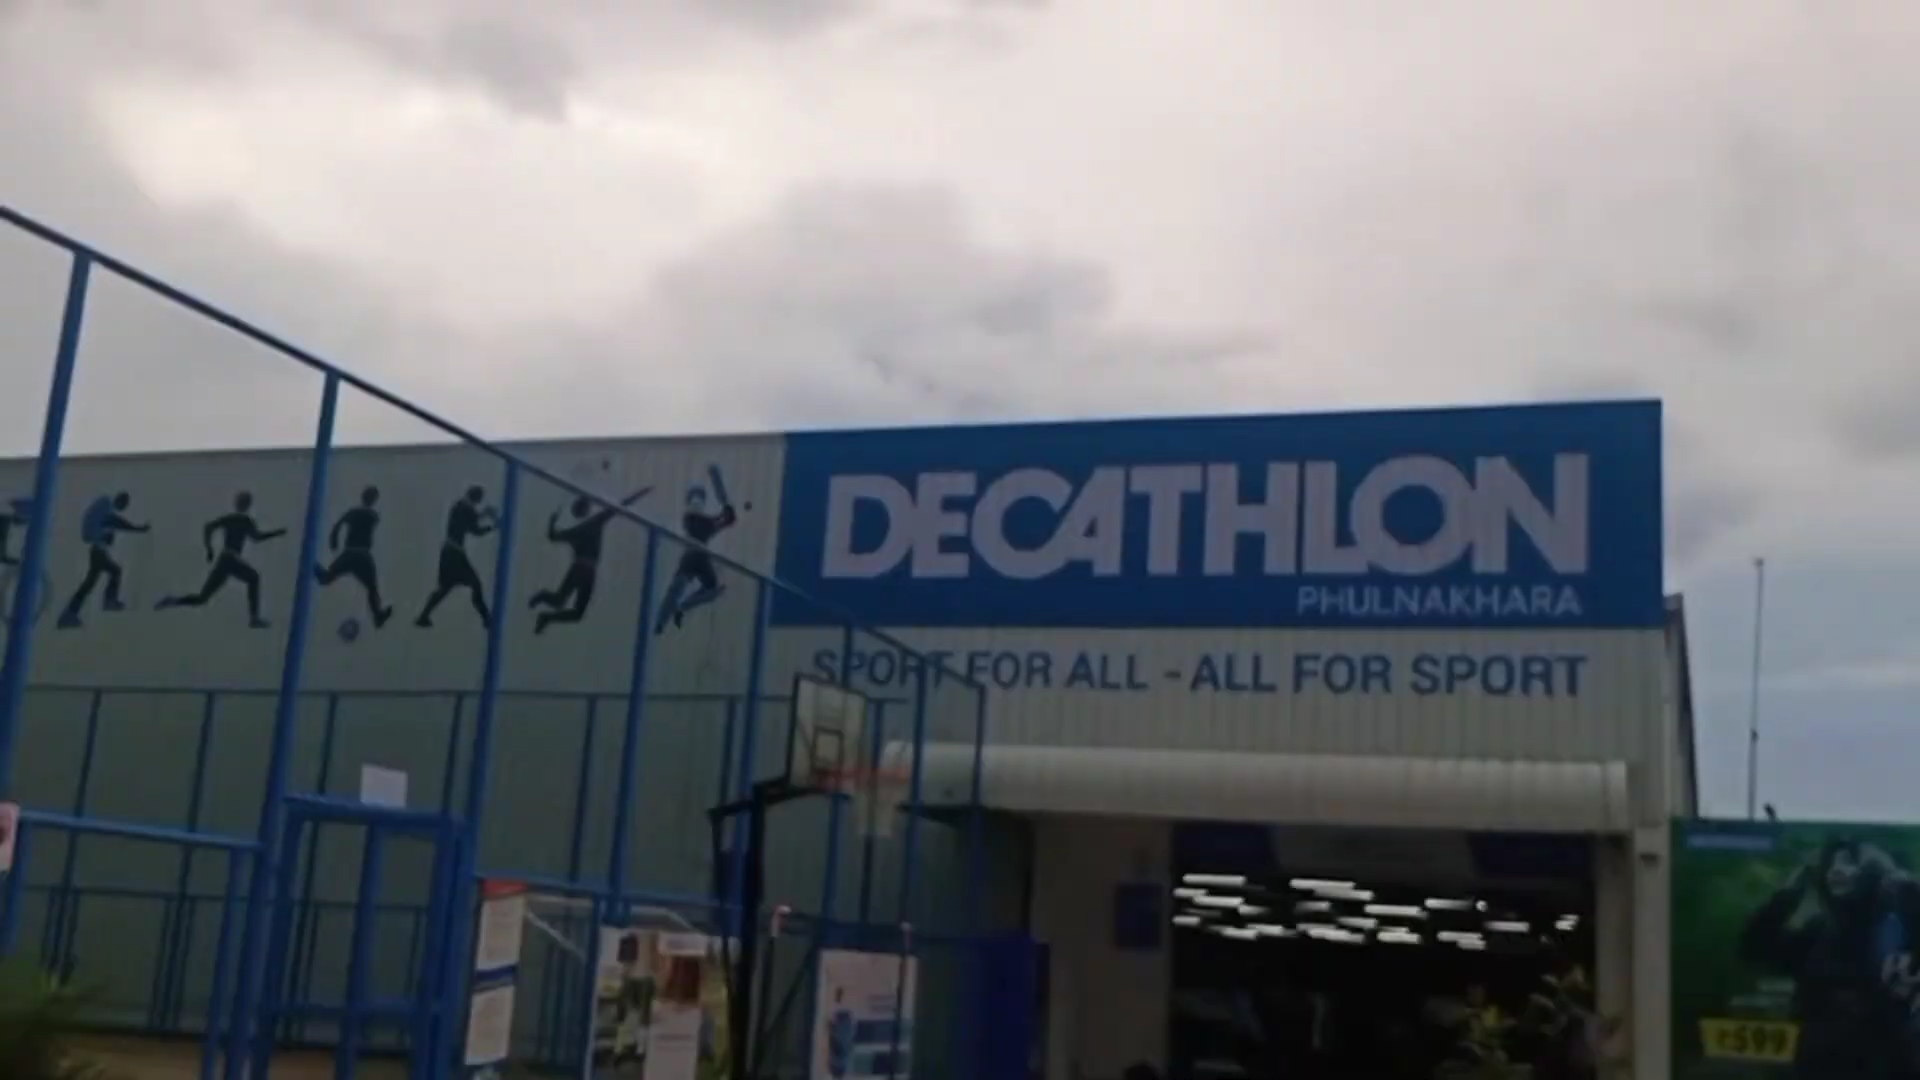 DECATHLON
PHULNAKHARA
SPORT FOR ALL - ALL FOR SPORT
₹599